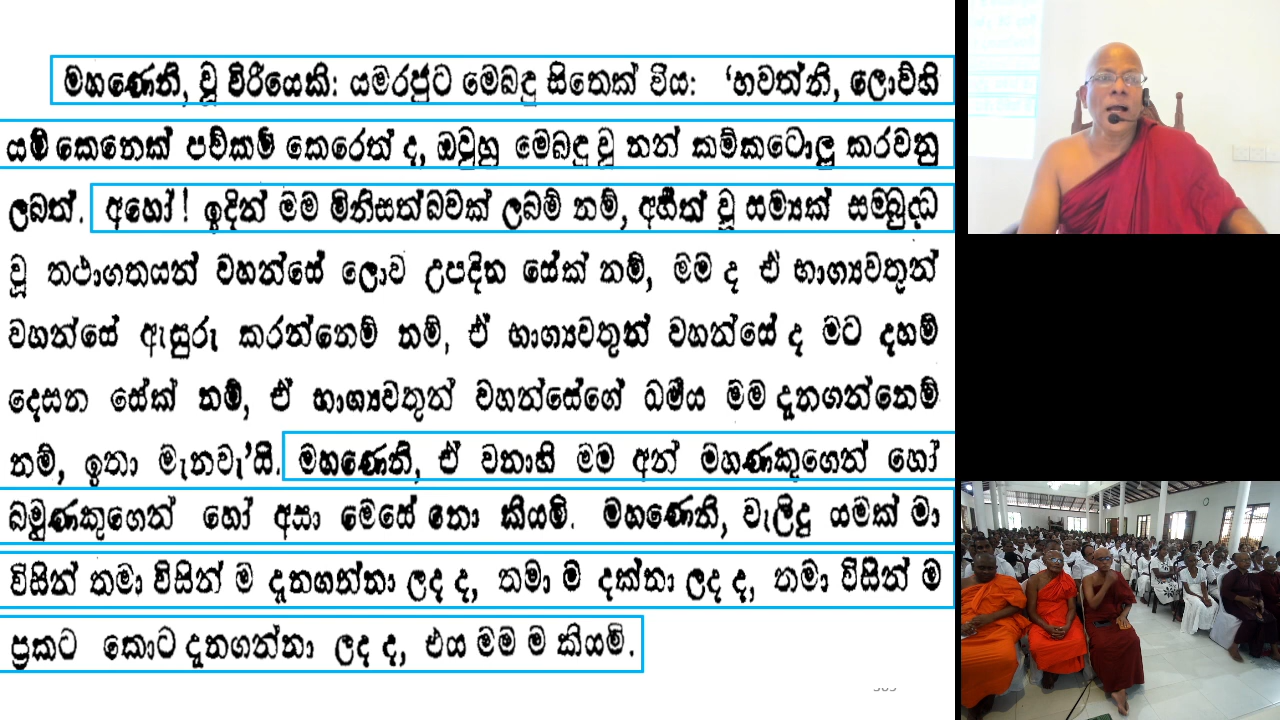 මහණෙනි, වූ විරියෙකි: යමරජුට මෙබඳු සිතෙක් විය: ‘භවත්නි, ලොව්හි
යම් කෙනෙක් පව්කම් කෙරෙත් ද, ඔවුහු මෙබඳු වූ නන් කම්කටොලු කරවනු
ලබත්. අහෝ! ඉදින් මම මිනිසත්බවක් ලබම් නම්, අර්හත් වූ සම්‍යක් සම්බුද්ධ
වූ තථාගතයන් වහන්සේ ලොව උපදිත සේක් නම්, මම ද ඒ භාග්‍යවතුන්
වහන්සේ ඇසුරු කරන්නෙම් නම්, ඒ භාග්‍යවතුන් වහන්සේ ද මට දහම්
දෙසන සේක් නම්, ඒ භාග්‍යවතුන් වහන්සේගේ ධර්මය මම දැනගන්නෙම්
නම්, ඉතා මැනවැ’යි. මහණෙනි, ඒ වනාහි මම අන් මහණකුගෙන් හෝ
බමුණකුගෙන් හෝ අසා මෙසේ නො කියමි. මහණෙනි, වැලිදු යමක් මා
විසින් තමා විසින් ම දැනගන්නා ලද ද, තමා ම දක්නා ලද ද, තමා විසින් ම
ප්‍රකට කොට දැනගන්නා ලද ද, එය මම ම කියමි.